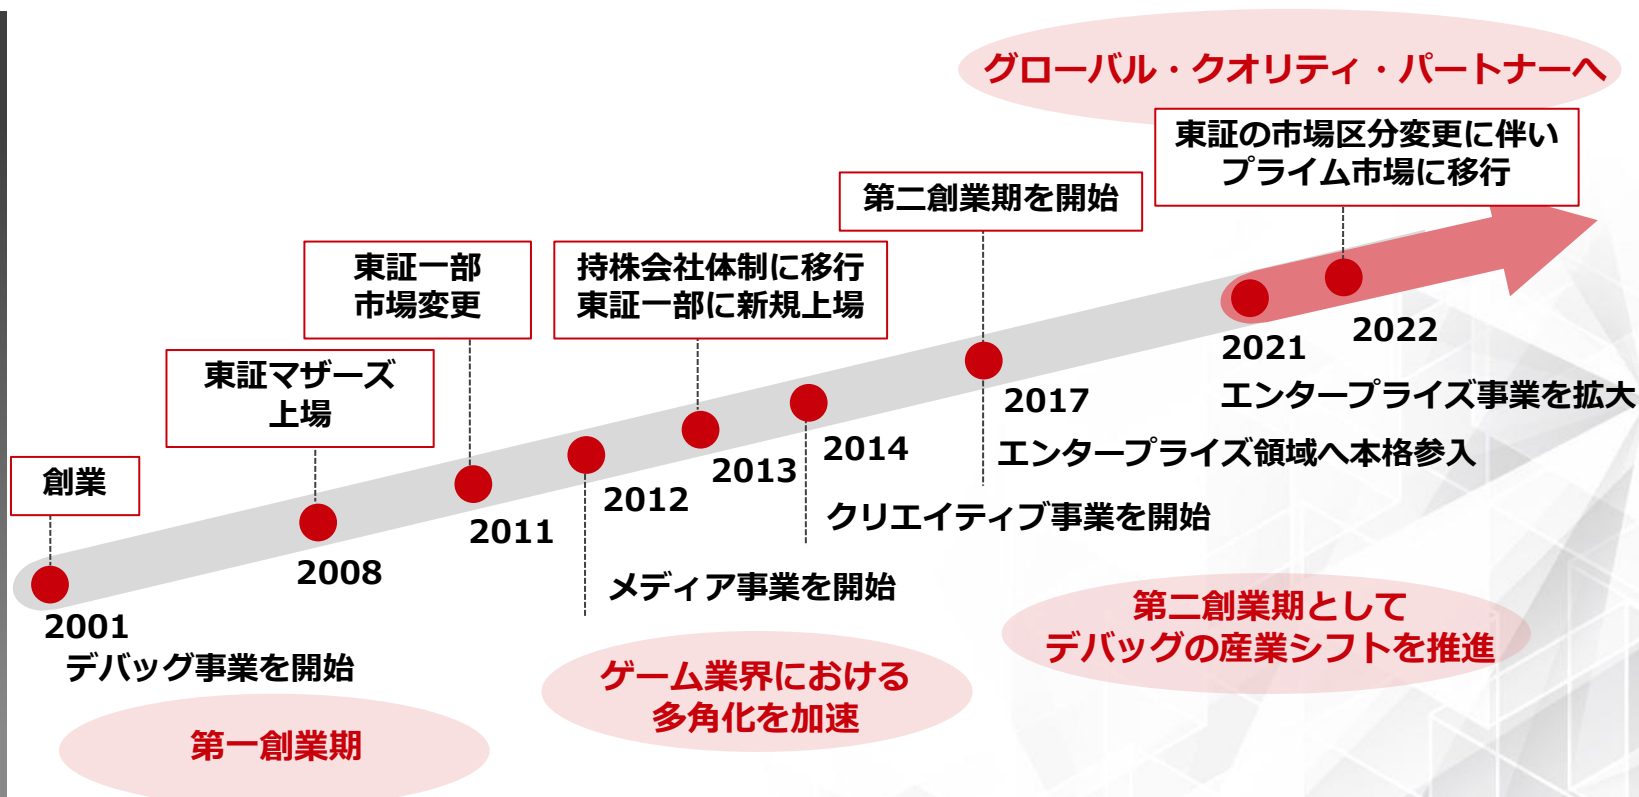 グローバル・クオリティ・パートナーへ
東証の市場区分変更に伴い
プライム市場に移行
第二創業期を開始
東証一部
市場変更
持株会社体制に移行
東証一部に新規上場
東証マザーズ
上場
創業
2001
デバッグ事業を開始
2008
2011
2012
メディア事業を開始
2013
2014
クリエイティブ事業を開始
2017
エンタープライズ領域へ本格参入
2021
2022
エンタープライズ事業を拡大
第一創業期
ゲーム業界における
多角化を加速
第二創業期として
デバッグの産業シフトを推進